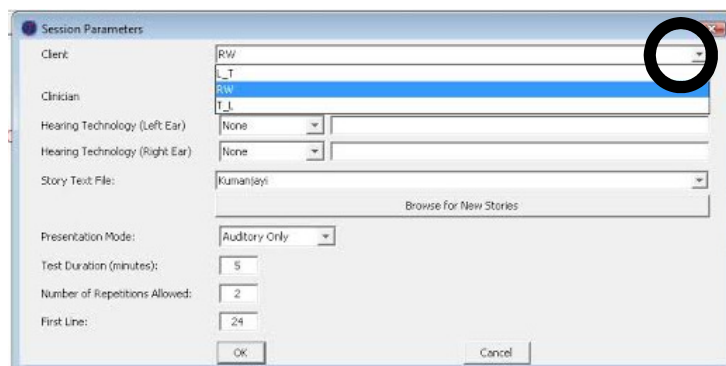 Session Parameters
Client RW
L_T
RW
Clinician T_L
Hearing Technology (Left Ear) None
Hearing Technology (Right Ear) None
Story Text File: Kumanjayi
Browse for New Stories
Presentation Mode: Auditory Only
Test Duration (minutes): 5
Number of Repetitions Allowed: 2
First Line: 24
OK Cancel